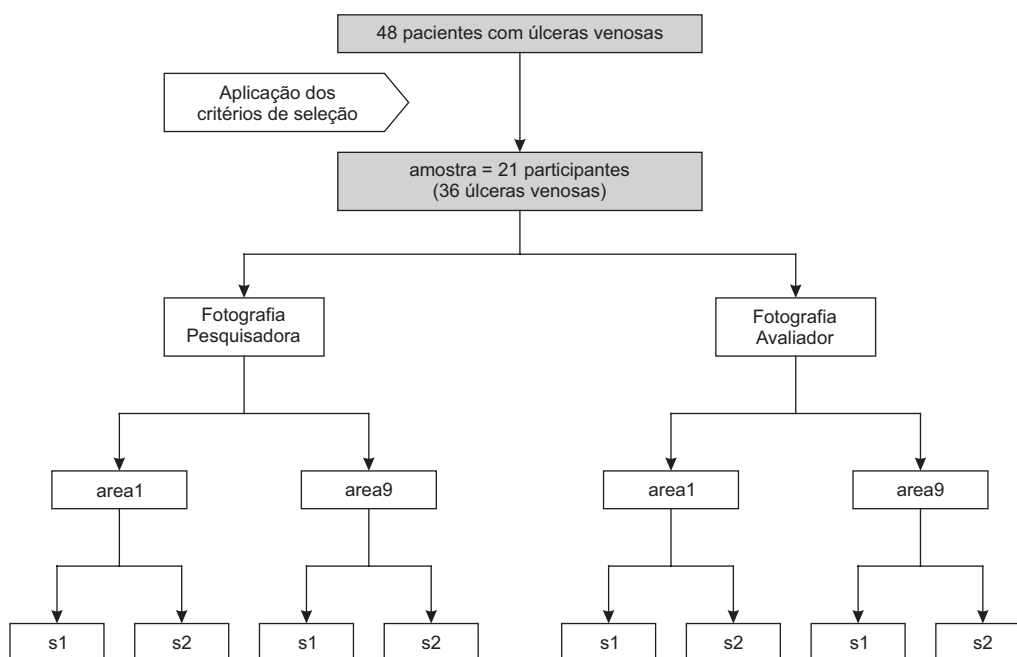 48 pacientes com úlceras venosas
Aplicação dos
critérios de seleção
amostra = 21 participantes
(36 úlceras venosas)
Fotografia
Pesquisadora
Fotografia
Avaliador
area1
area9
area1
area9
s1
s2
s1
s2
s1
s2
s1
s2